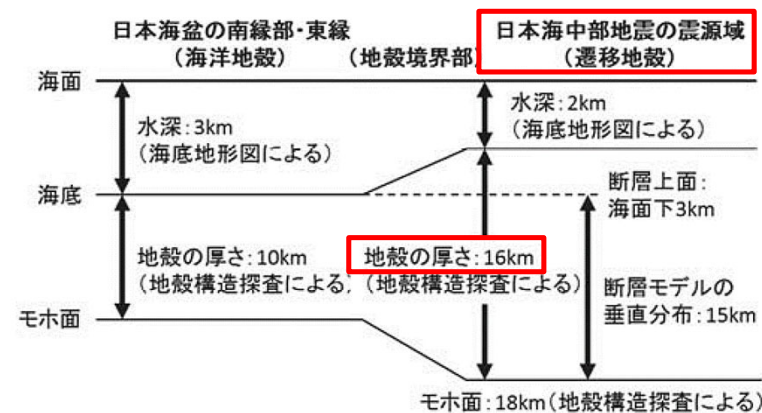 日本海盆の南縁部・東縁
（海洋地殻）
（地殻境界部）
日本海中部地震の震源域
（遷移地殻）
海面
水深：3km
（海底地形図による）
水深：2km
（海底地形図による）
海底
断層上面：
海面下3km
地殻の厚さ：10km
（地殻構造探査による）
地殻の厚さ：16km
（地殻構造探査による）
断層モデルの
垂直分布：15km
モホ面
モホ面：18km（地殻構造探査による）